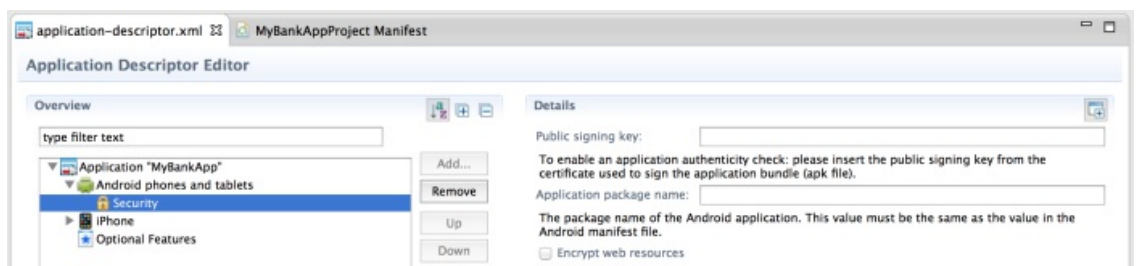 application-descriptor.xml MyBankAppProject Manifest
Application Descriptor Editor
Overview
type filter text
Application "MyBankApp"
Android phones and tablets
Security
iPhone
Optional Features
Add...
Remove
Up
Down
Details
Public signing key:
To enable an application authenticity check: please insert the public signing key from the
certificate used to sign the application bundle (apk file).
Application package name:
The package name of the Android application. This value must be the same as the value in the
Android manifest file.
Encrypt web resources